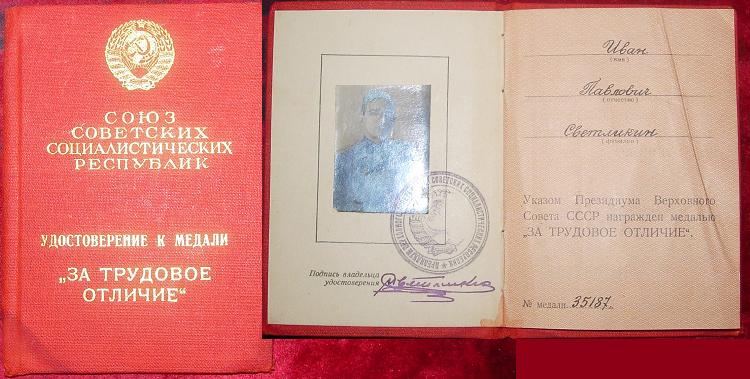 СОЮЗ
СОВЕТСКИХ
СОЦИАЛИСТИЧЕСКИХ
РЕСПУБЛИК
УДОСТОВЕРЕНИЕ К МЕДАЛИ
„ЗА ТРУДОВОЕ
ОТЛИЧИЕ"
Подпись владельца
удостоверения
Иван
(имя)
Павлович
(отчество)
Светликин
(фамилия)
Указом Президиума Верховного
Совета СССР награжден медалью
„ЗА ТРУДОВОЕ ОТЛИЧИЕ".
№ медали 35187